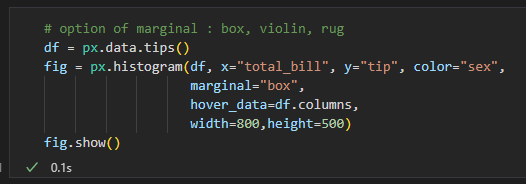 # option of marginal : box, violin, rug
df = px.data.tips()
fig = px.histogram(df, x="total_bill", y="tip", color="sex",
marginal="box",
hover_data=df.columns,
width=800,height=500)
fig.show()
0.1s